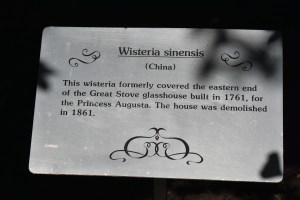 Wisteria sinensis
(China)
This wisteria formerly covered the eastern end
of the Great Stove glasshouse built in 1761, for
the Princess Augusta. The house was demolished
in 1861.